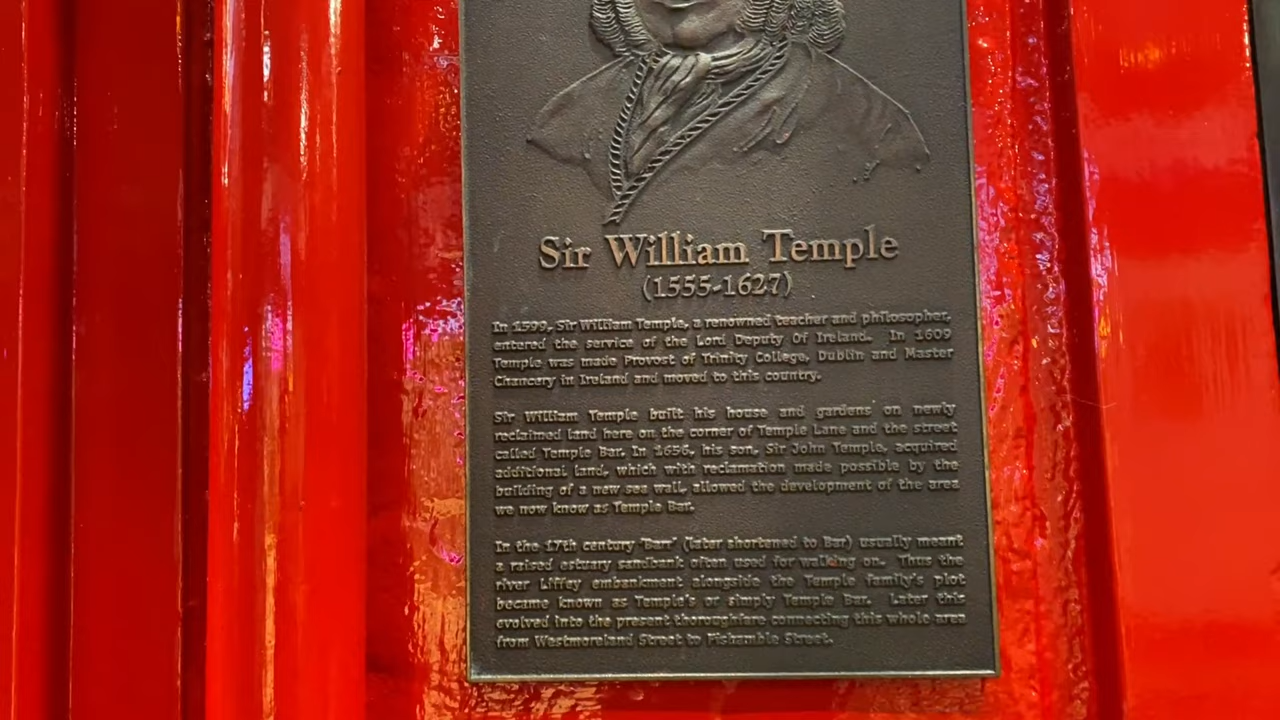 Sir William Temple
(1555-1627)
In 1599, Sir William Temple, a renowned teacher and philosopher,
entered the service of the Lord Deputy Of Ireland. In 1609
Temple was made Provost of Trinity College, Dublin and Master
Chancery in Ireland and moved to this country.
Sir William Temple built his house and gardens on newly
reclaimed land here on the corner of Temple Lane and the street
called Temple Bar. In 1656, his son, Sir John Temple, acquired
additional land, which with reclamation made possible by the
building of a new sea wall, allowed the development of the area
we now know as Temple Bar.
In the 17th century 'Barr' (later shortened to Bar) usually meant
a raised estuary sandbank often used for walking on. Thus the
river Liffey embankment alongside the Temple family's plot
became known as Temple's or simply Temple Bar. Later this
evolved into the present thoroughfare connecting this whole area
from Westmoreland Street to Fishamble Street.